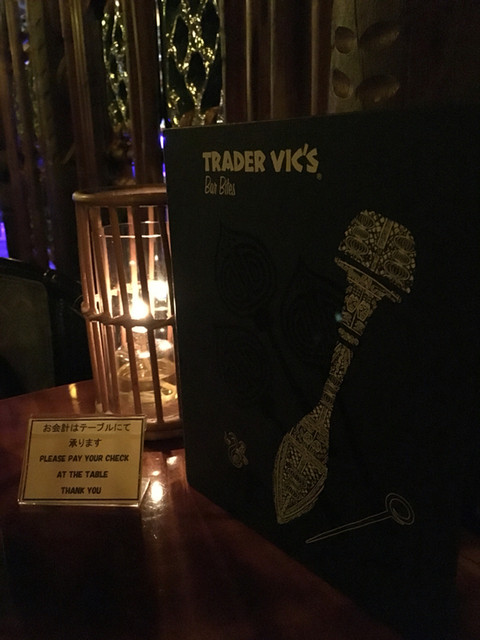 TRADER VIC'S
Bar Bites
お会計はテーブルにて
承ります
PLEASE PAY YOUR CHECK
AT THE TABLE
THANK YOU